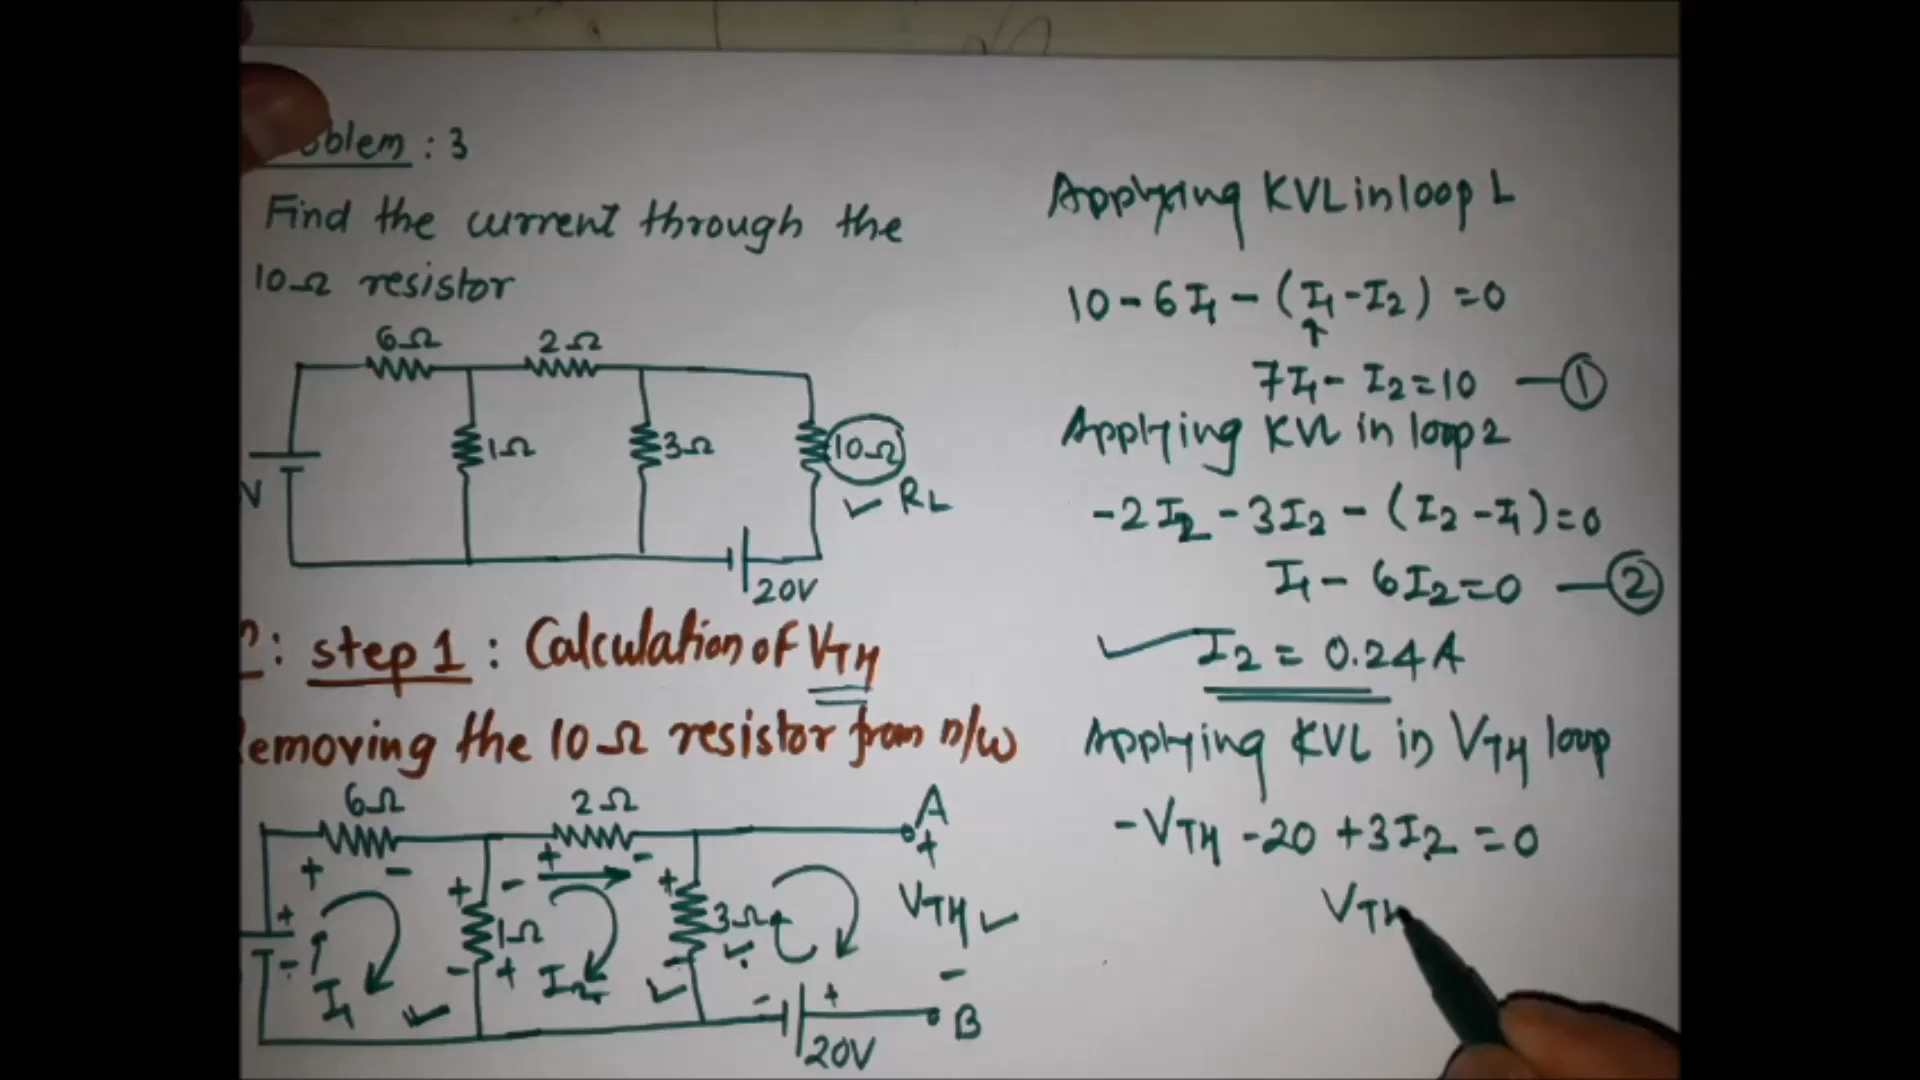 oblem : 3
Find the current through the
10Ω resistor
6Ω
2Ω
1Ω
3Ω
10Ω
V
RL
20V
: step 1 : Calculation of VTH
emoving the 10Ω resistor from n/w
6Ω
2Ω
A
+ -
+ -
+
-
+
-
+
-
-
+
+
-
+
1Ω
3Ω
VTH
I1
I2
-
- +
B
20V
Applying KVL in loop 1
10 - 6I1 - (I1 - I2) = 0
7I1 - I2 = 10 — 1
Applying KVL in loop 2
-2I2 - 3I2 - (I2 - I1) = 0
I1 - 6I2 = 0 — 2
I2 = 0.24A
Applying KVL in VTH loop
-VTH - 20 + 3I2 = 0
VTH